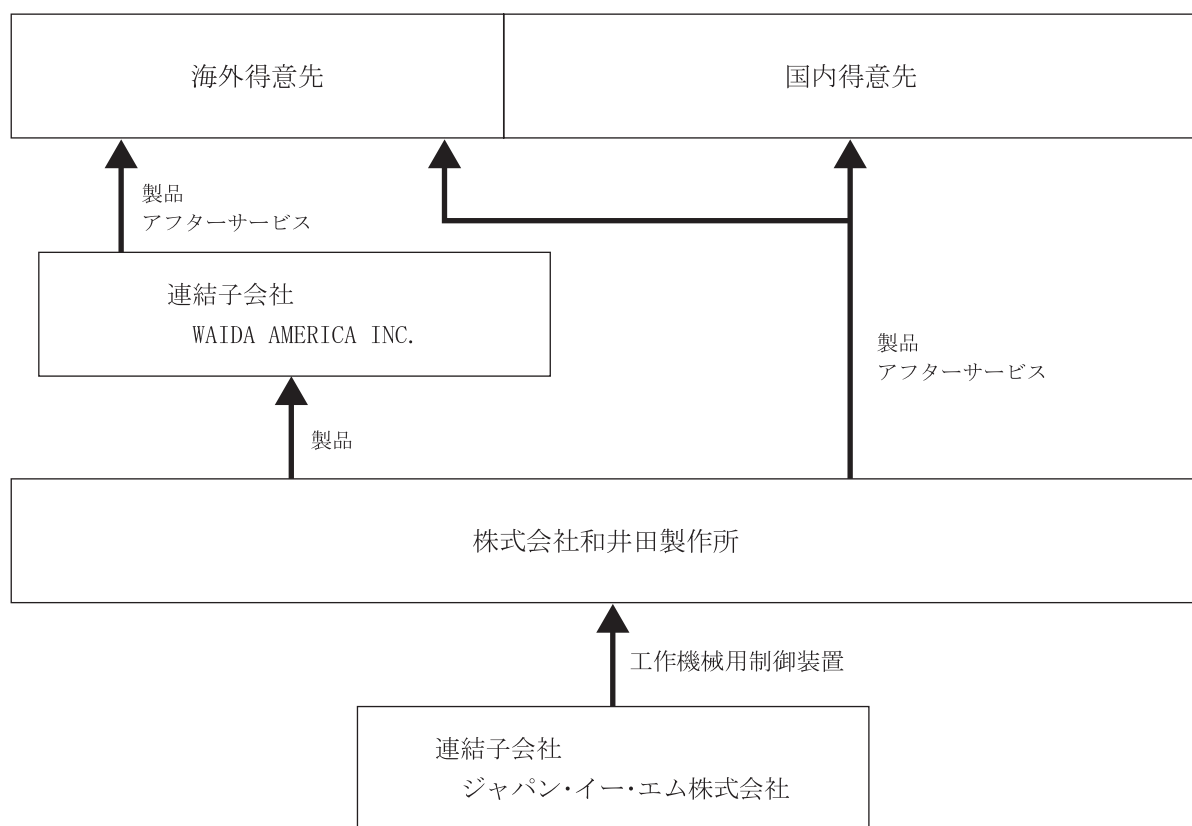 海外得意先
国内得意先
製品
アフターサービス
連結子会社
WAIDA AMERICA INC.
製品
アフターサービス
製品
株式会社和井田製作所
工作機械用制御装置
連結子会社
ジャパン・イー・エム株式会社